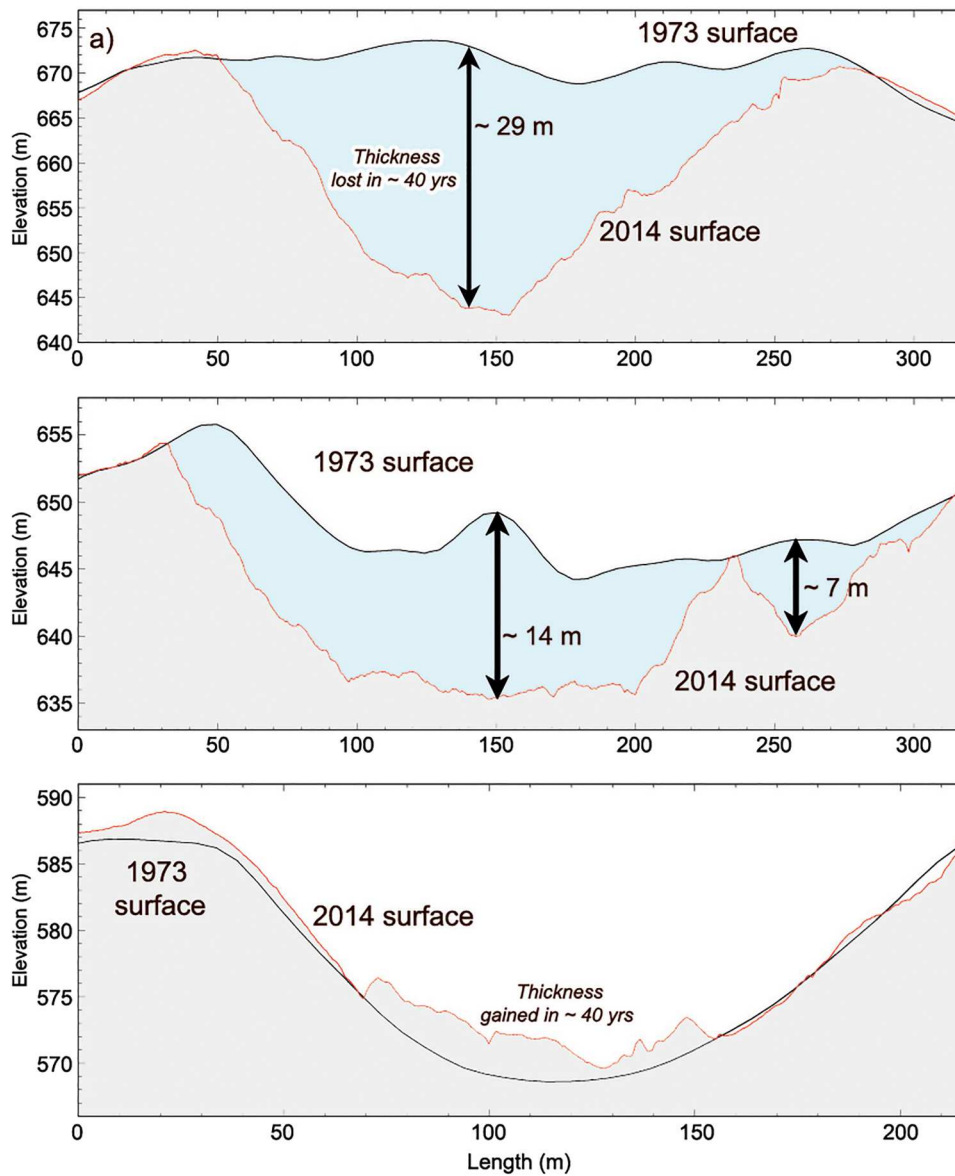 a)
1973 surface
~ 29 m
Thickness
lost in ~ 40 yrs
2014 surface
Elevation (m)
675
670
665
660
655
650
645
640
0 50 100 150 200 250 300
1973 surface
~ 14 m
~ 7 m
2014 surface
Elevation (m)
655
650
645
640
635
0 50 100 150 200 250 300
1973
surface
2014 surface
Thickness
gained in ~ 40 yrs
Elevation (m)
590
585
580
575
570
0 50 100 150 200
Length (m)